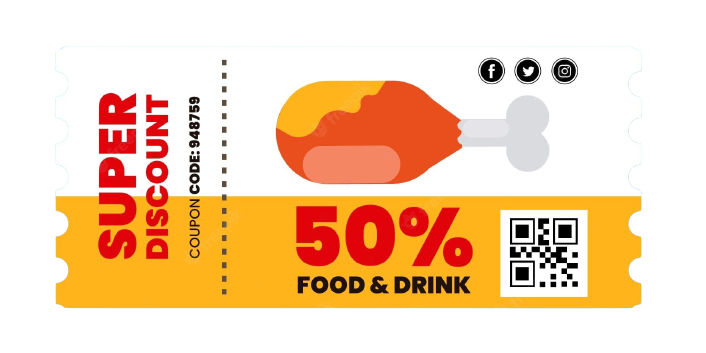 SUPER
DISCOUNT
COUPON CODE: 948759
50%
FOOD & DRINK